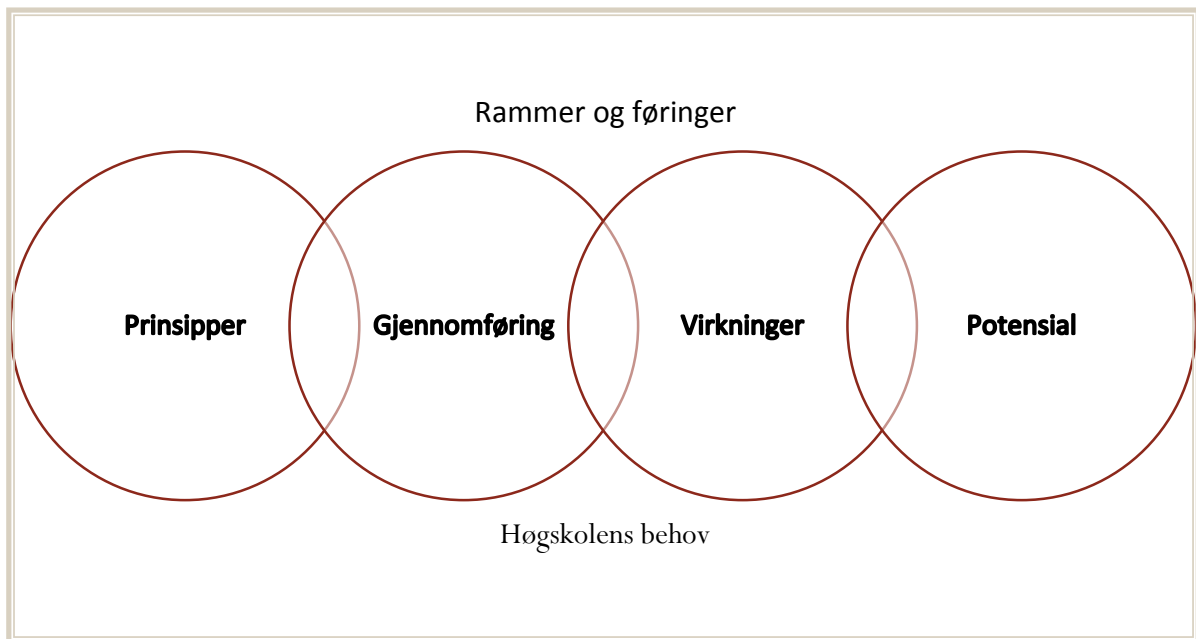 Rammer og føringer
Prinsipper
Gjennomføring
Virkninger
Potensial
Høgskolens behov